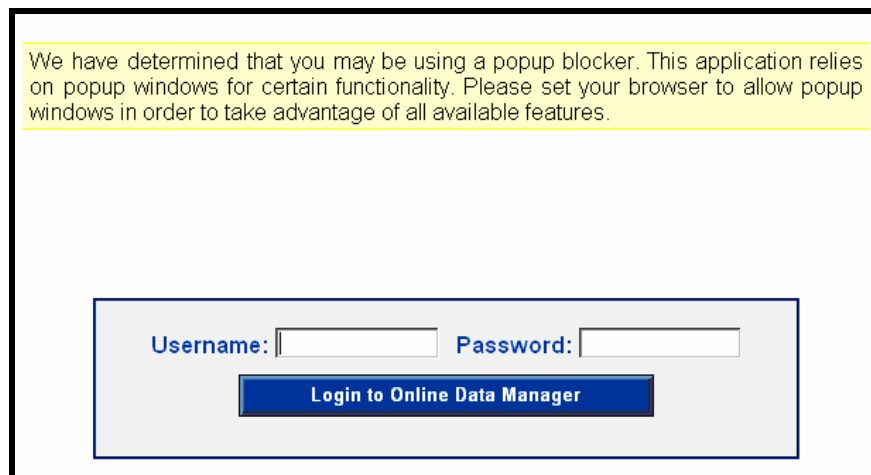 We have determined that you may be using a popup blocker. This application relies
on popup windows for certain functionality. Please set your browser to allow popup
windows in order to take advantage of all available features.
Username: Password:
Login to Online Data Manager